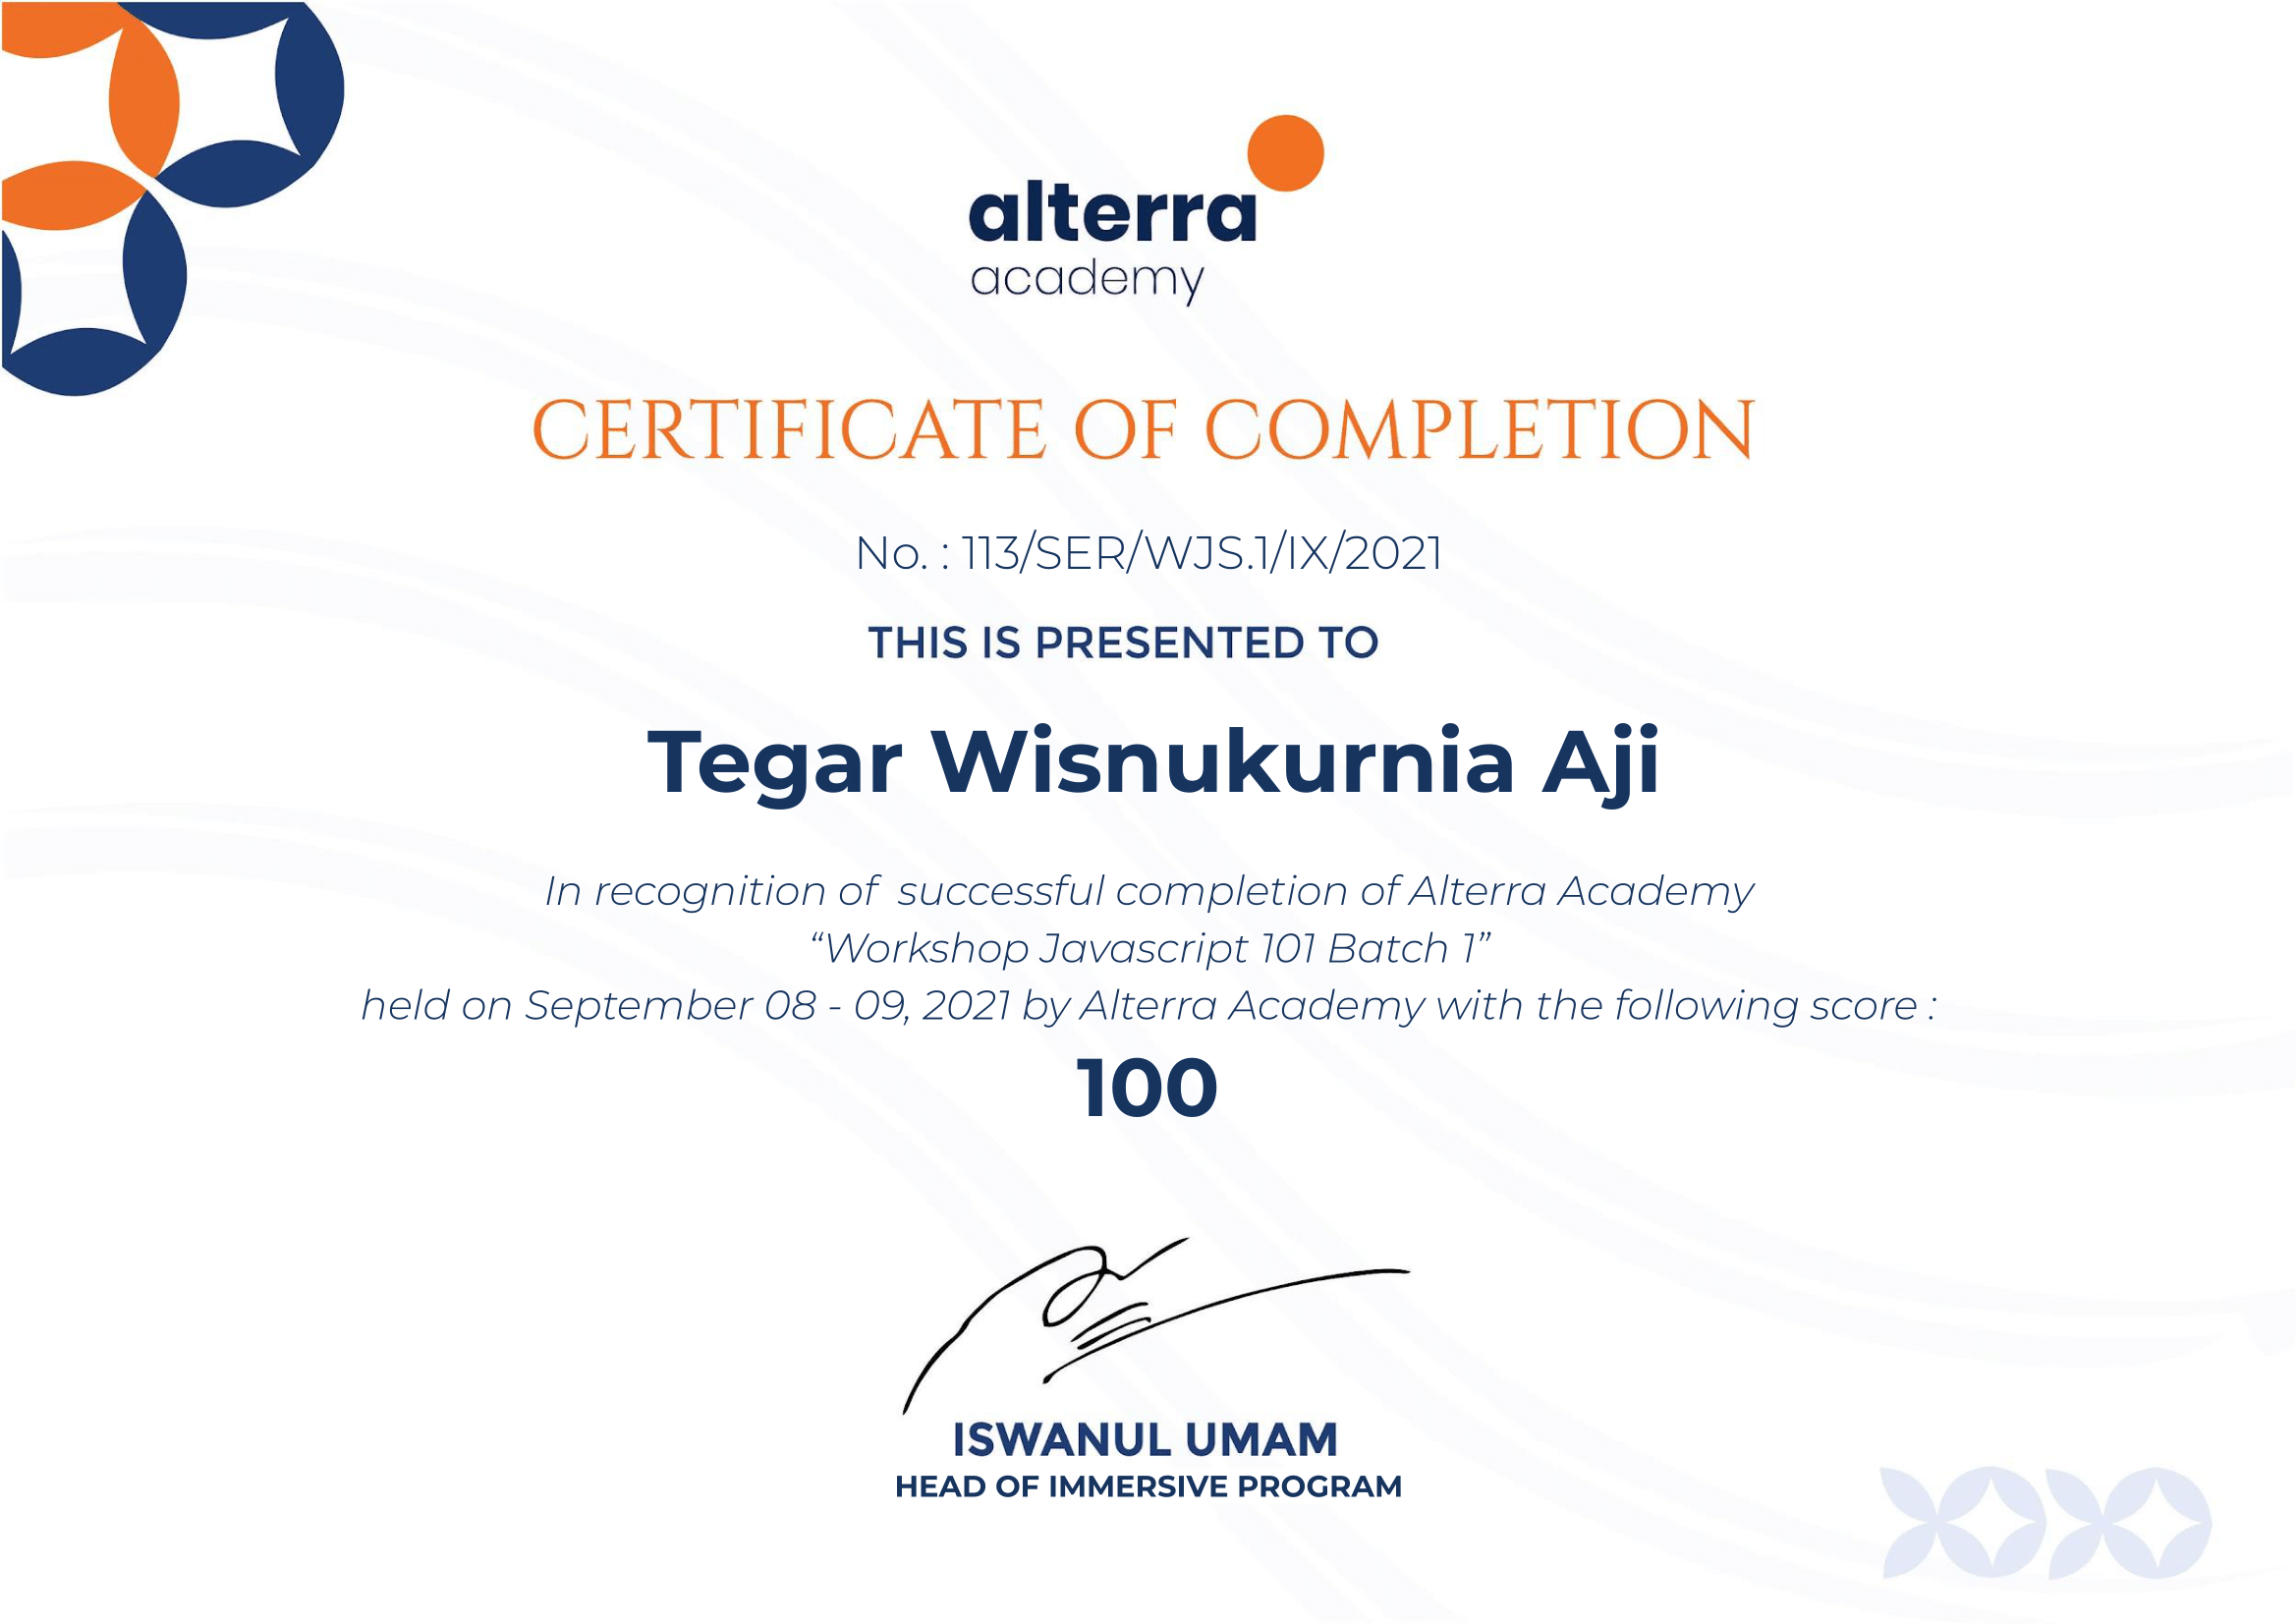 alterra
academy
CERTIFICATE OF COMPLETION
No. : 113/SER/WJS.1/IX/2021
THIS IS PRESENTED TO
Tegar Wisnukurnia Aji
In recognition of successful completion of Alterra Academy
“Workshop Javascript 101 Batch 1”
held on September 08 - 09, 2021 by Alterra Academy with the following score :
100
ISWANUL UMAM
HEAD OF IMMERSIVE PROGRAM